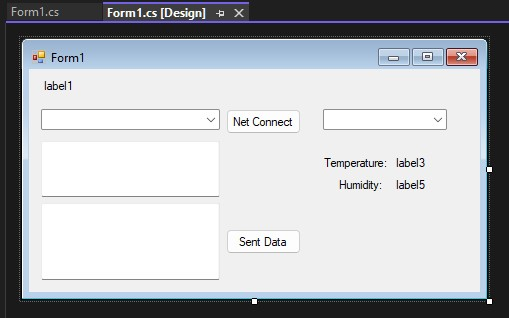 Form1.cs
Form1.cs [Design]
Form1
label1
Net Connect
Temperature: label3
Humidity: label5
Sent Data